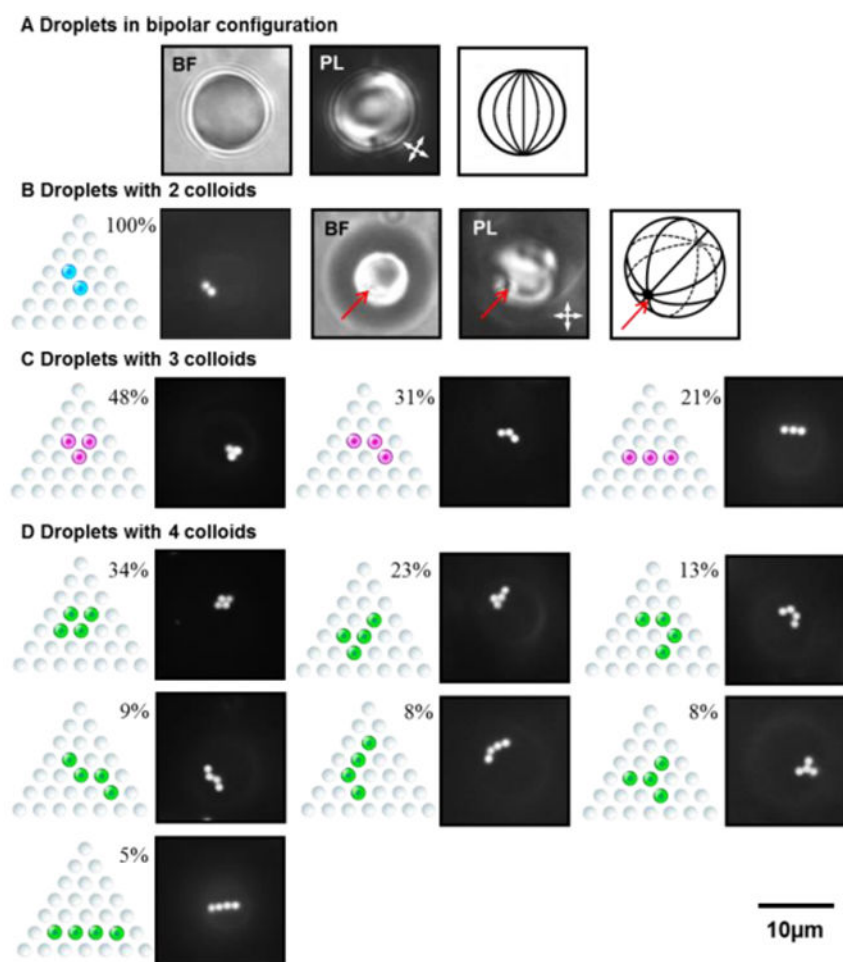 A Droplets in bipolar configuration
BF
PL
B Droplets with 2 colloids
100%
BF
PL
C Droplets with 3 colloids
48%
31%
21%
D Droplets with 4 colloids
34%
23%
13%
9%
8%
8%
5%
10μm